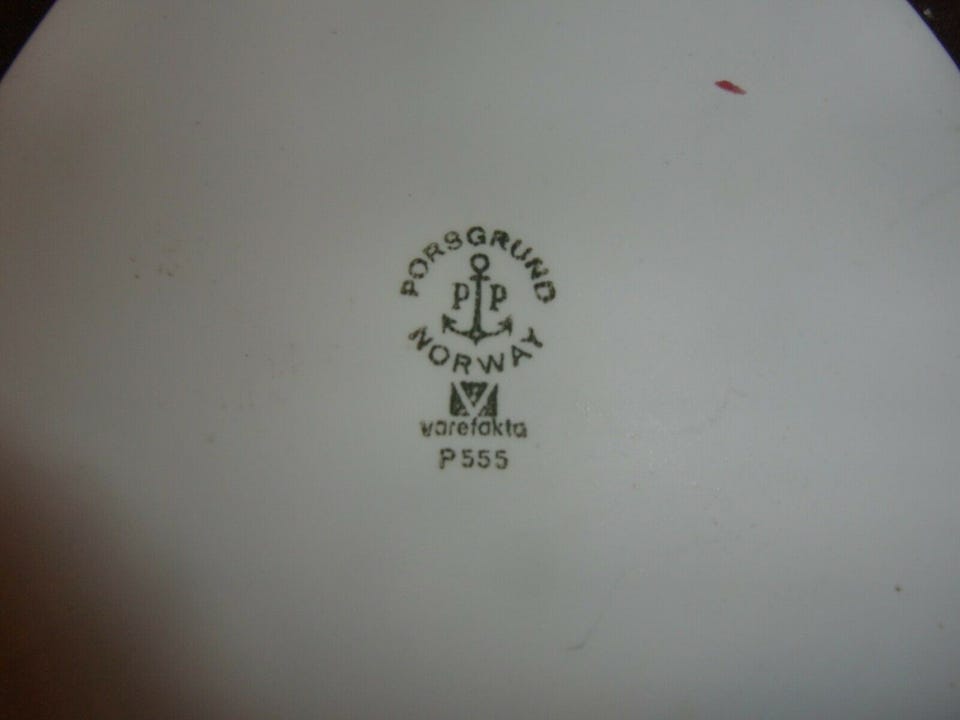 PORSGRUND
PP
NORWAY
varefakta
P555